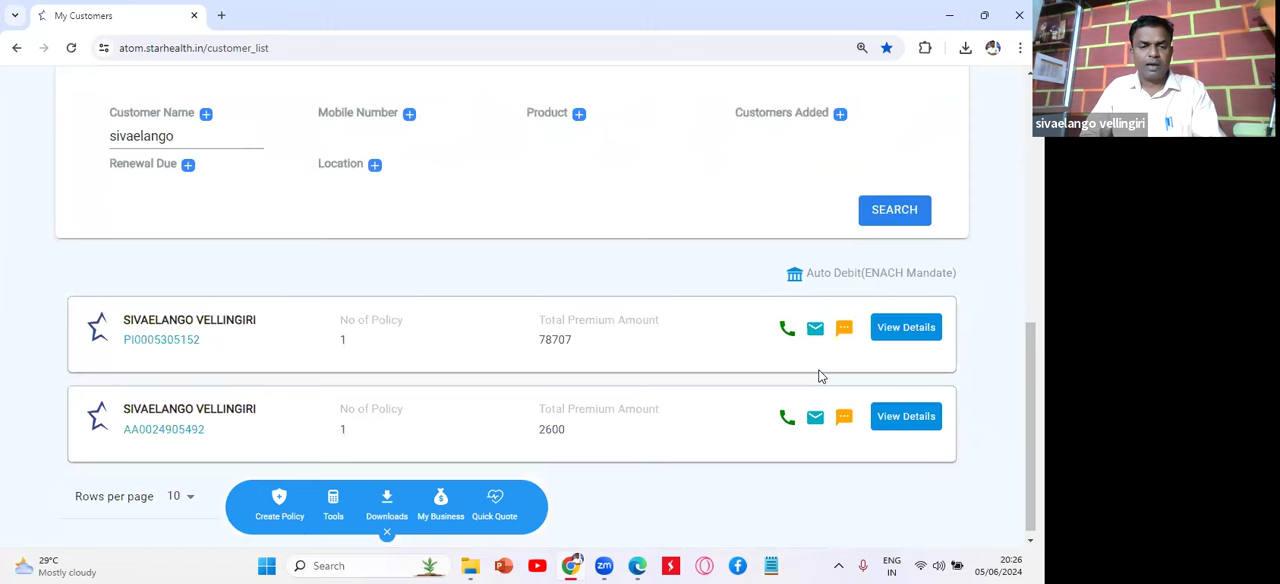 My Customers
atom.starhealth.in/customer_list
sivaelango vellingiri
Customer Name
Mobile Number
Product
Customers Added
sivaelango
Renewal Due
Location
SEARCH
Auto Debit(ENACH Mandate)
SIVAELANGO VELLINGIRI No of Policy Total Premium Amount
PI0005305152 1 78707
View Details
SIVAELANGO VELLINGIRI No of Policy Total Premium Amount
AA0024905492 1 2600
View Details
Rows per page 10
Create Policy Tools Downloads My Business Quick Quote
29°C
Mostly cloudy
Search
zm
ENG
IN
20:26
05/06/2024